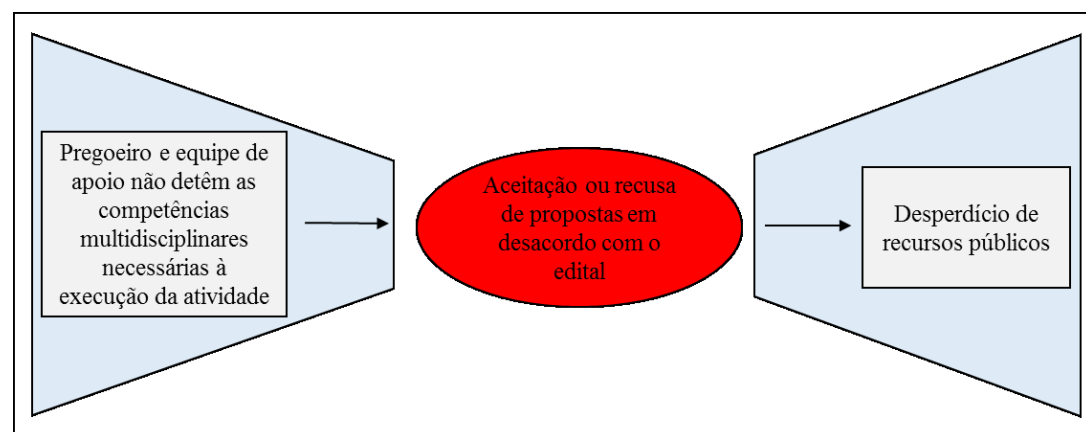 Pregoeiro e equipe de
apoio não detêm as
competências
multidisciplinares
necessárias à
execução da atividade
Aceitação ou recusa
de propostas em
desacordo com o
edital
Desperdício de
recursos públicos